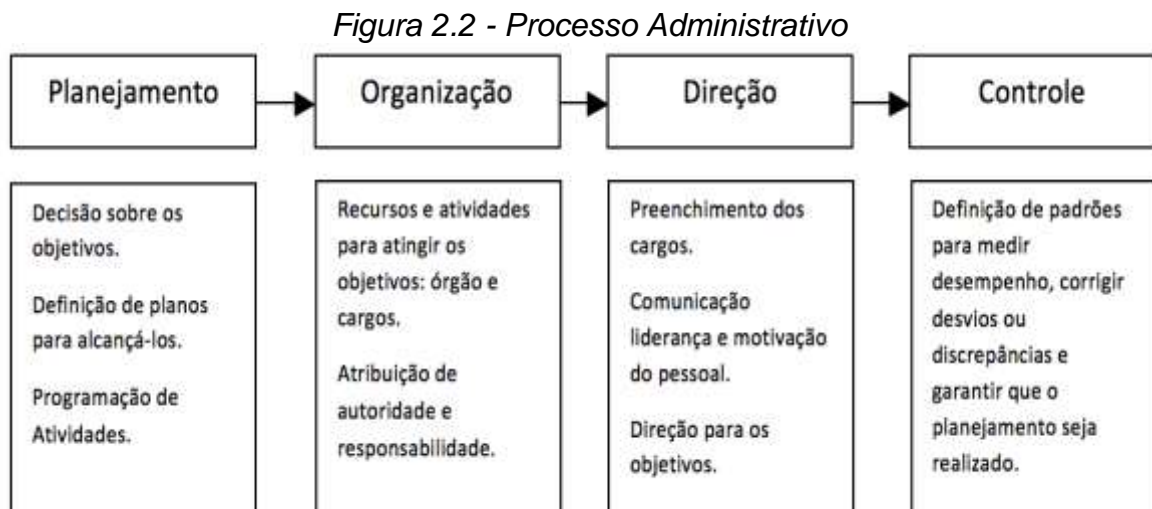 Figura 2.2 - Processo Administrativo
Planejamento
Organização
Direção
Controle
Decisão sobre os
objetivos.
Definição de planos
para alcançá-los.
Programação de
Atividades.
Recursos e atividades
para atingir os
objetivos: órgão e
cargos.
Atribuição de
autoridade e
responsabilidade.
Preenchimento dos
cargos.
Comunicação
liderança e motivação
do pessoal.
Direção para os
objetivos.
Definição de padrões
para medir
desempenho, corrigir
desvios ou
discrepâncias e
garantir que o
planejamento seja
realizado.